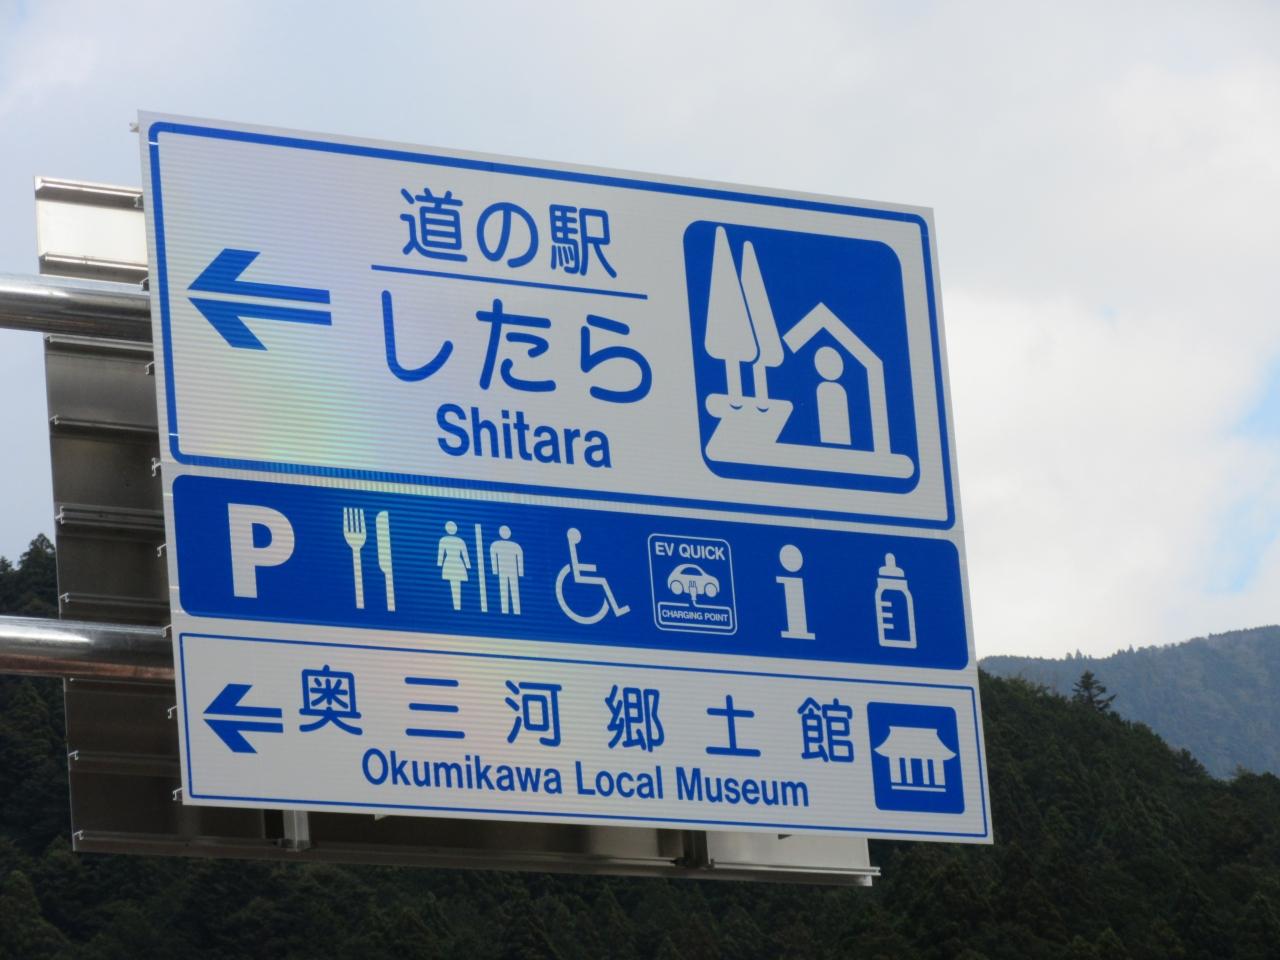 道の駅
したら
Shitara
P
EV QUICK
CHARGING POINT
i
奥三河郷土館
Okumikawa Local Museum